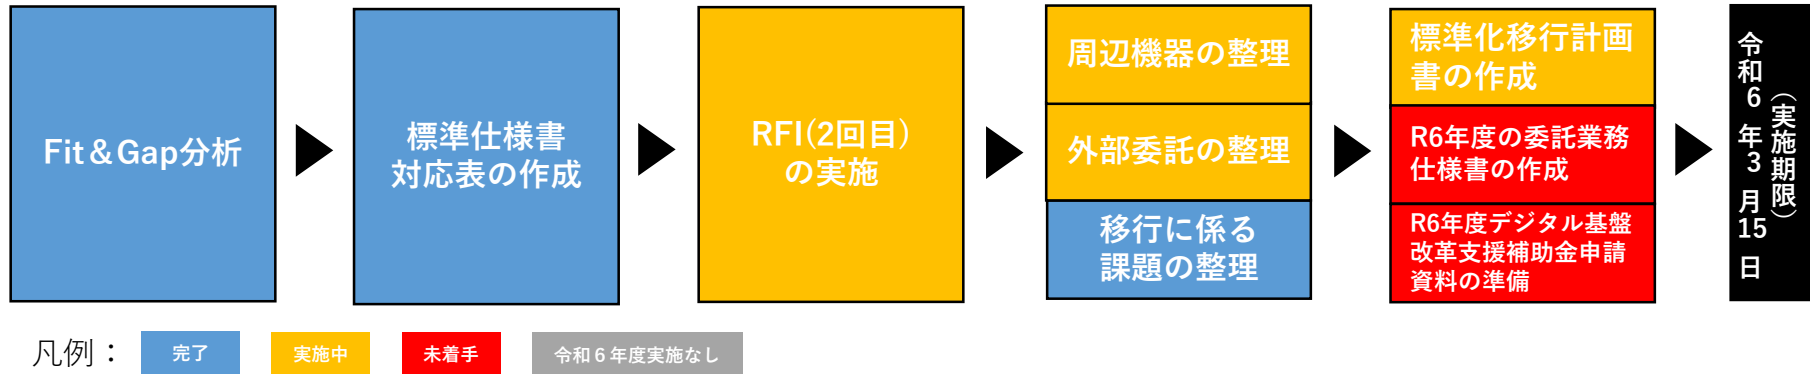 Fit＆Gap分析
標準仕様書
対応表の作成
RFI(2回目)
の実施
周辺機器の整理
外部委託の整理
移行に係る
課題の整理
標準化移行計画
書の作成
R6年度の委託業務
仕様書の作成
R6年度デジタル基盤
改革支援補助金申請
資料の準備
（実施期限）
令和6年3月15日
凡例：
完了
実施中
未着手
令和６年度実施なし